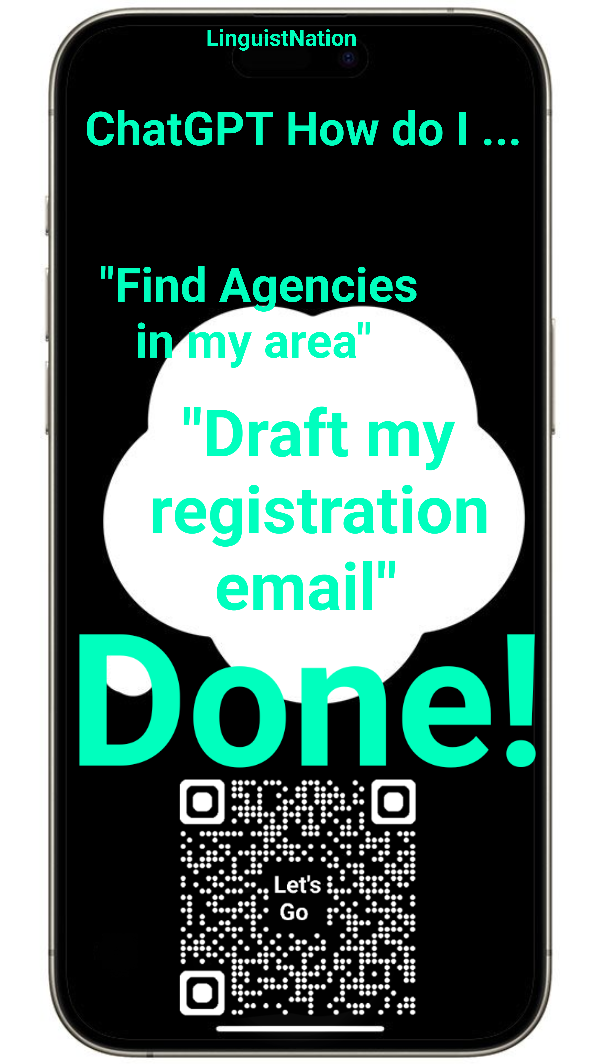 LinguistNation
ChatGPT How do I ...
"Find Agencies
in my area"
"Draft my
registration
email"
Done!
Let's
Go